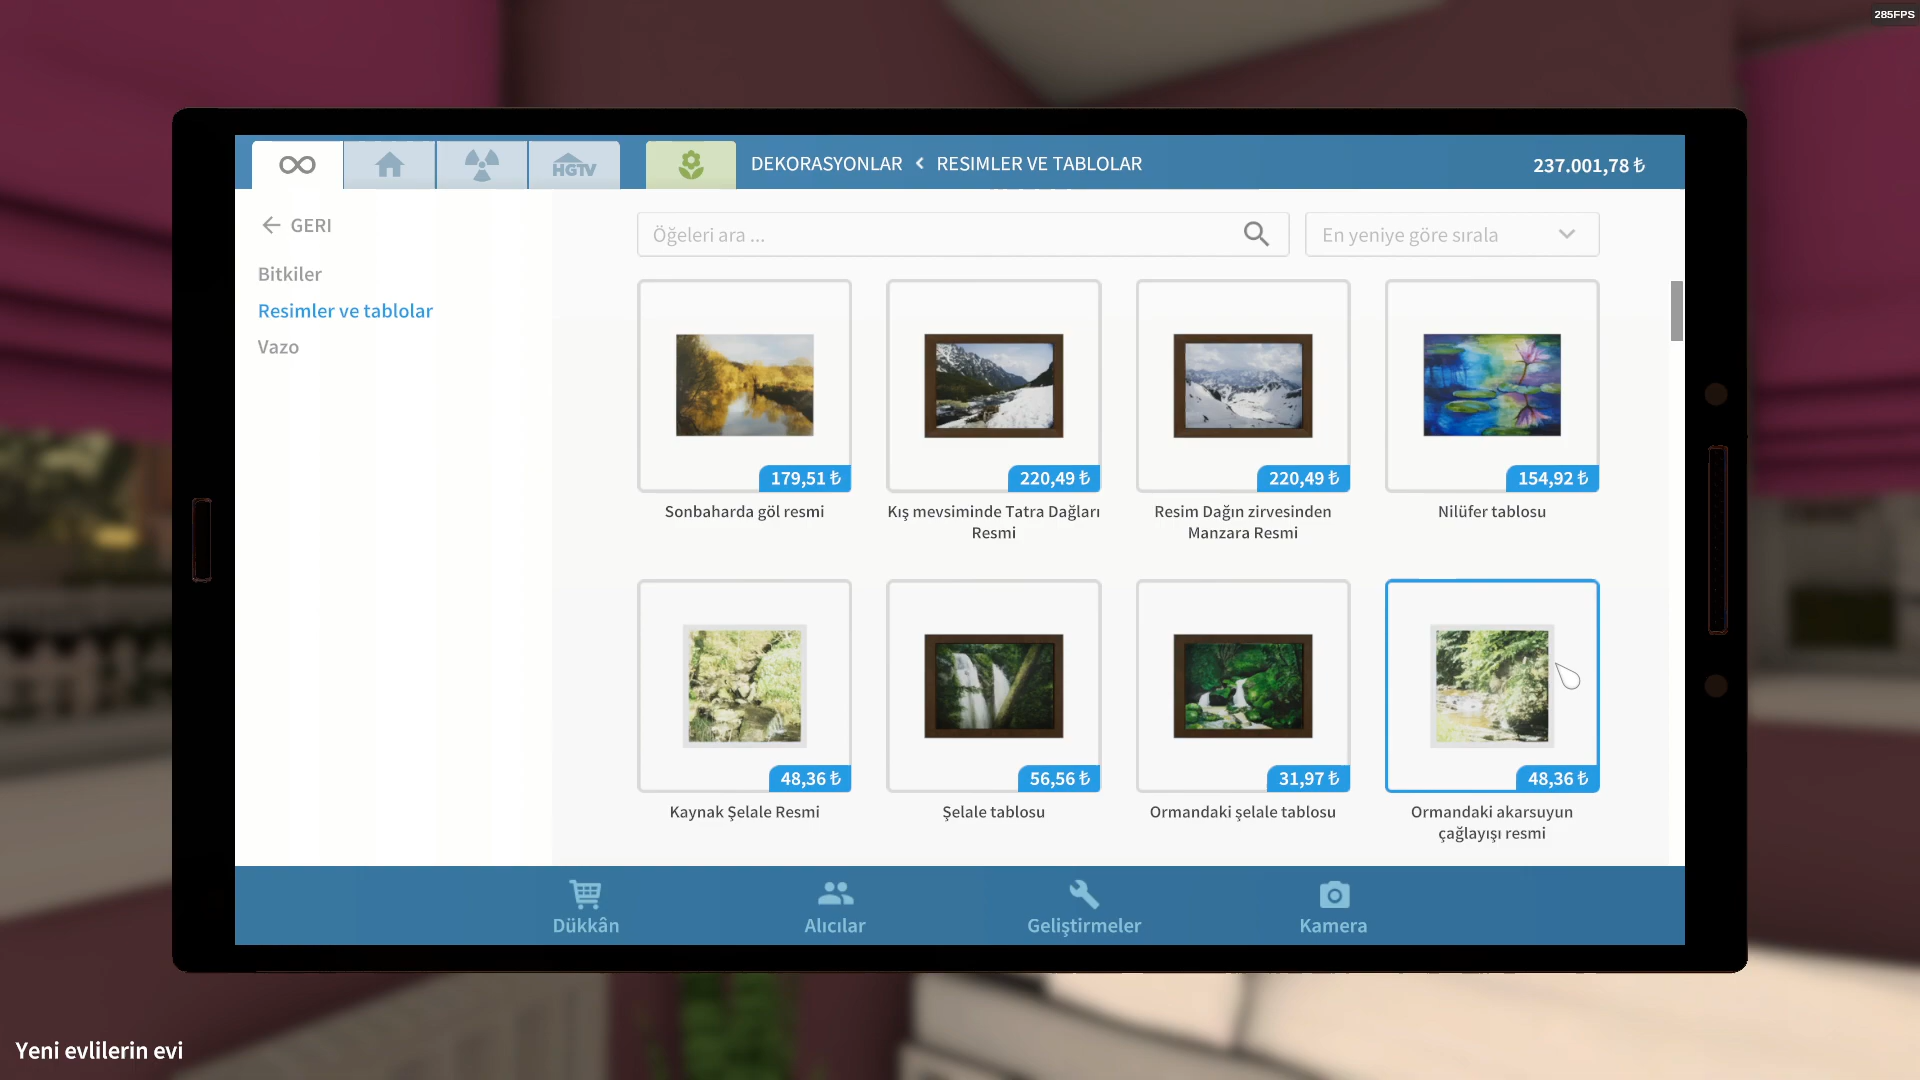 285FPS
HGTV
DEKORASYONLAR < RESIMLER VE TABLOLAR
237.001,78 ₺
GERI
Öğeleri ara ...
En yeniye göre sırala
Bitkiler
Resimler ve tablolar
Vazo
179,51 ₺
220,49 ₺
220,49 ₺
154,92 ₺
Sonbaharda göl resmi
Kış mevsiminde Tatra Dağları
Resmi
Resim Dağın zirvesinden
Manzara Resmi
Nilüfer tablosu
48,36 ₺
56,56 ₺
31,97 ₺
48,36 ₺
Kaynak Şelale Resmi
Şelale tablosu
Ormandaki şelale tablosu
Ormandaki akarsuyun
çağlayışı resmi
Dükkân
Alıcılar
Geliştirmeler
Kamera
Yeni evlilerin evi